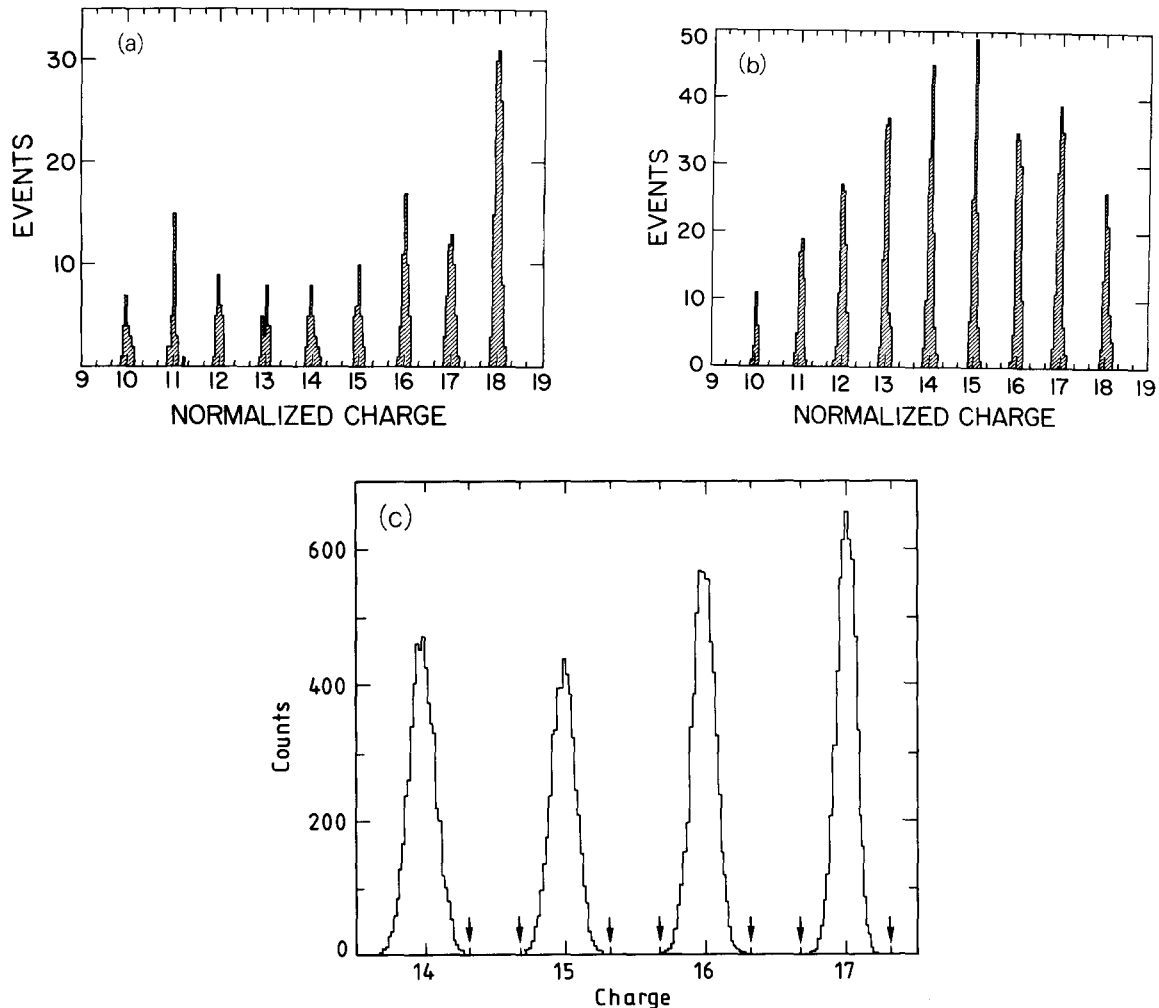 (a)
30
20
10
EVENTS
9 10 11 12 13 14 15 16 17 18 19
NORMALIZED CHARGE
(b)
50
40
30
20
10
0
EVENTS
9 10 11 12 13 14 15 16 17 18 19
NORMALIZED CHARGE
(c)
600
400
200
0
Counts
14 15 16 17
Charge